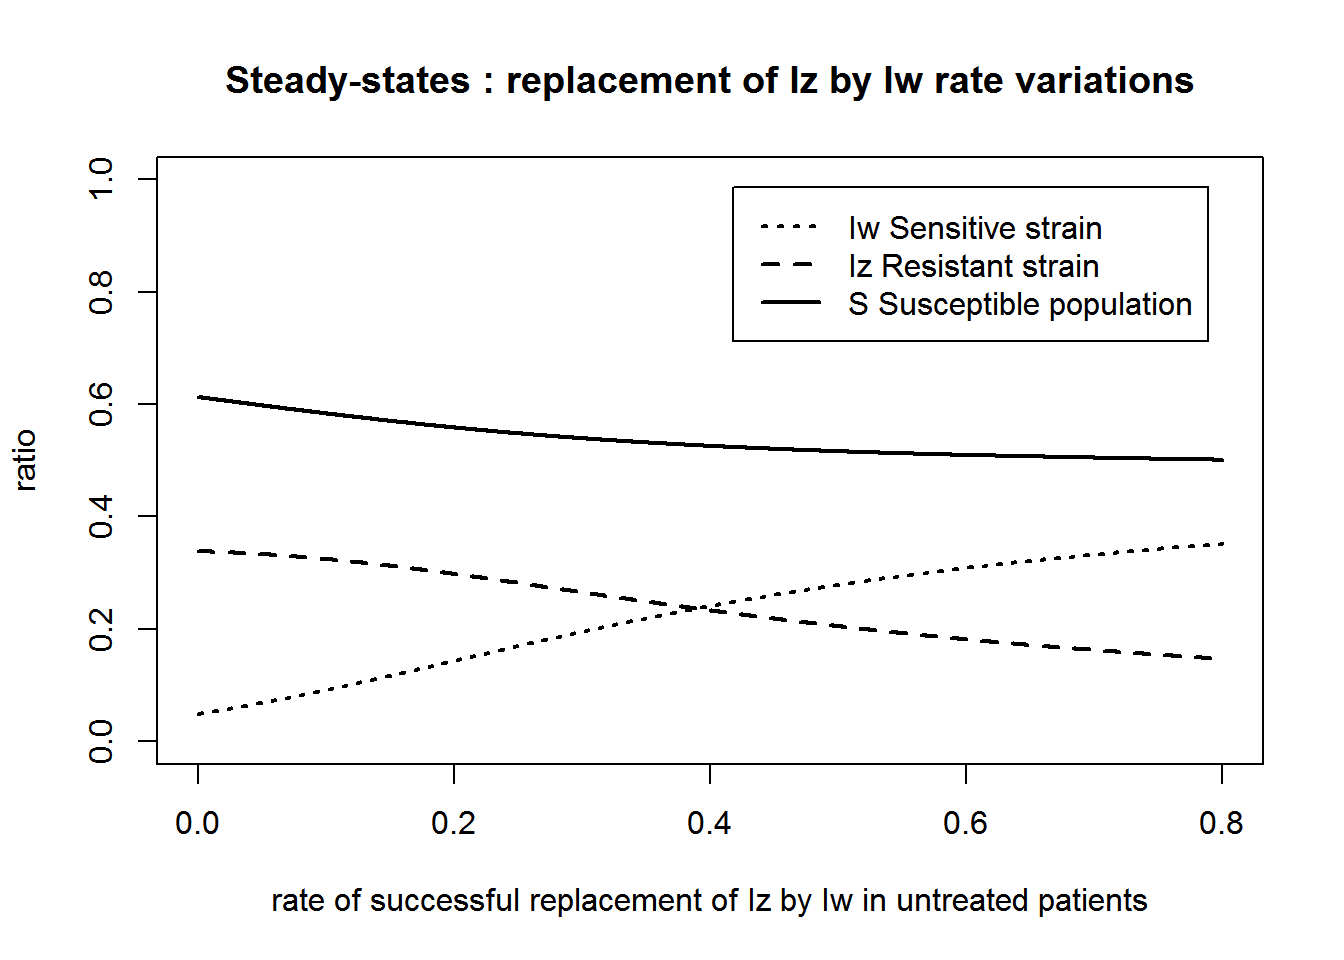 Steady-states : replacement of Iz by Iw rate variations
Iw Sensitive strain
Iz Resistant strain
S Susceptible population
ratio
1.0
0.8
0.6
0.4
0.2
0.0
0.0 0.2 0.4 0.6 0.8
rate of successful replacement of Iz by Iw in untreated patients